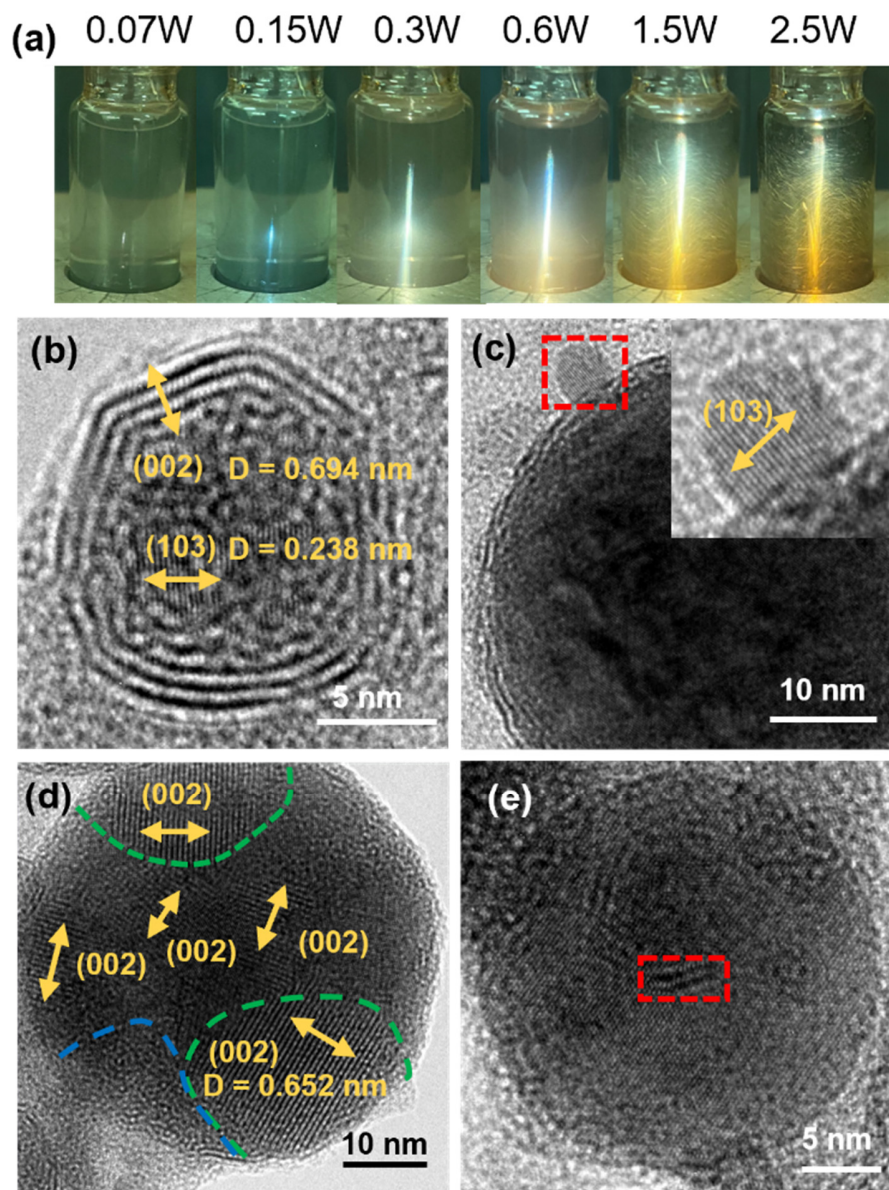 (a) 0.07W 0.15W 0.3W 0.6W 1.5W 2.5W
(b)
(002) D = 0.694 nm
(103) D = 0.238 nm
5 nm
(c)
(103)
10 nm
(d)
(002)
(002) (002) (002)
(002)
D = 0.652 nm
10 nm
(e)
5 nm